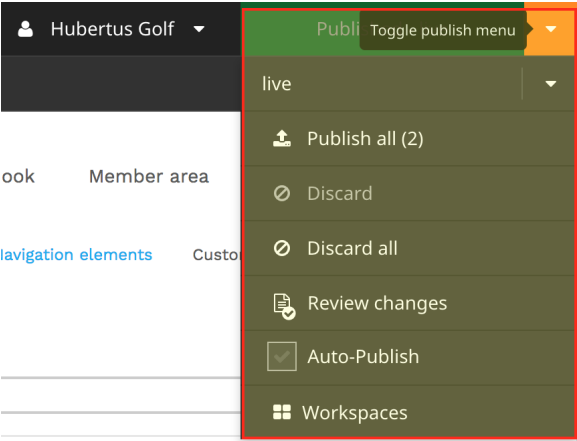 Hubertus Golf
Publi
Toggle publish menu
live
Publish all (2)
ook
Member area
Discard
Navigation elements
Custo
Discard all
Review changes
Auto-Publish
Workspaces